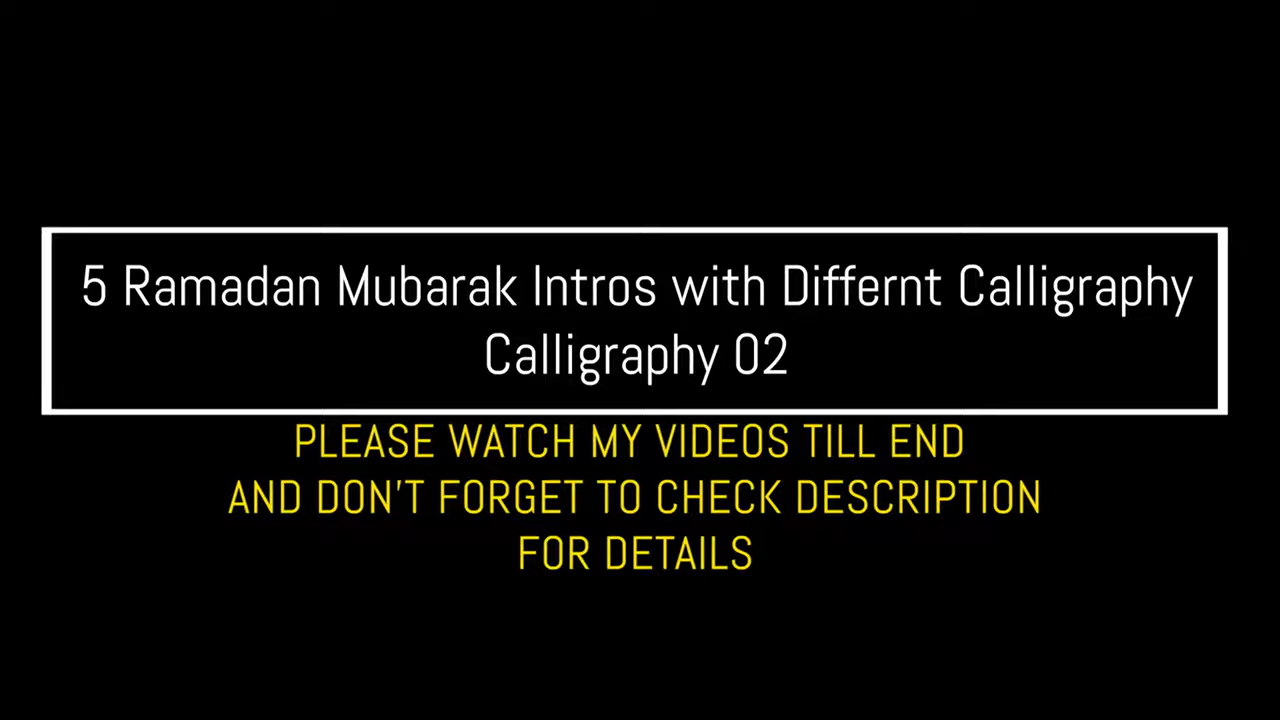 5 Ramadan Mubarak Intros with Differnt Calligraphy
Calligraphy 02
PLEASE WATCH MY VIDEOS TILL END
AND DON'T FORGET TO CHECK DESCRIPTION
FOR DETAILS